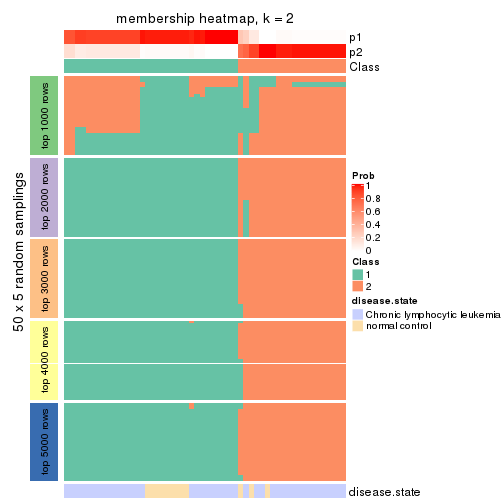 membership heatmap, k = 2
p1
p2
Class
50 x 5 random samplings
top 1000 rows
top 2000 rows
top 3000 rows
top 4000 rows
top 5000 rows
Prob
1
0.8
0.6
0.4
0.2
0
Class
1
2
disease.state
Chronic lymphocytic leukemia
normal control
disease.state